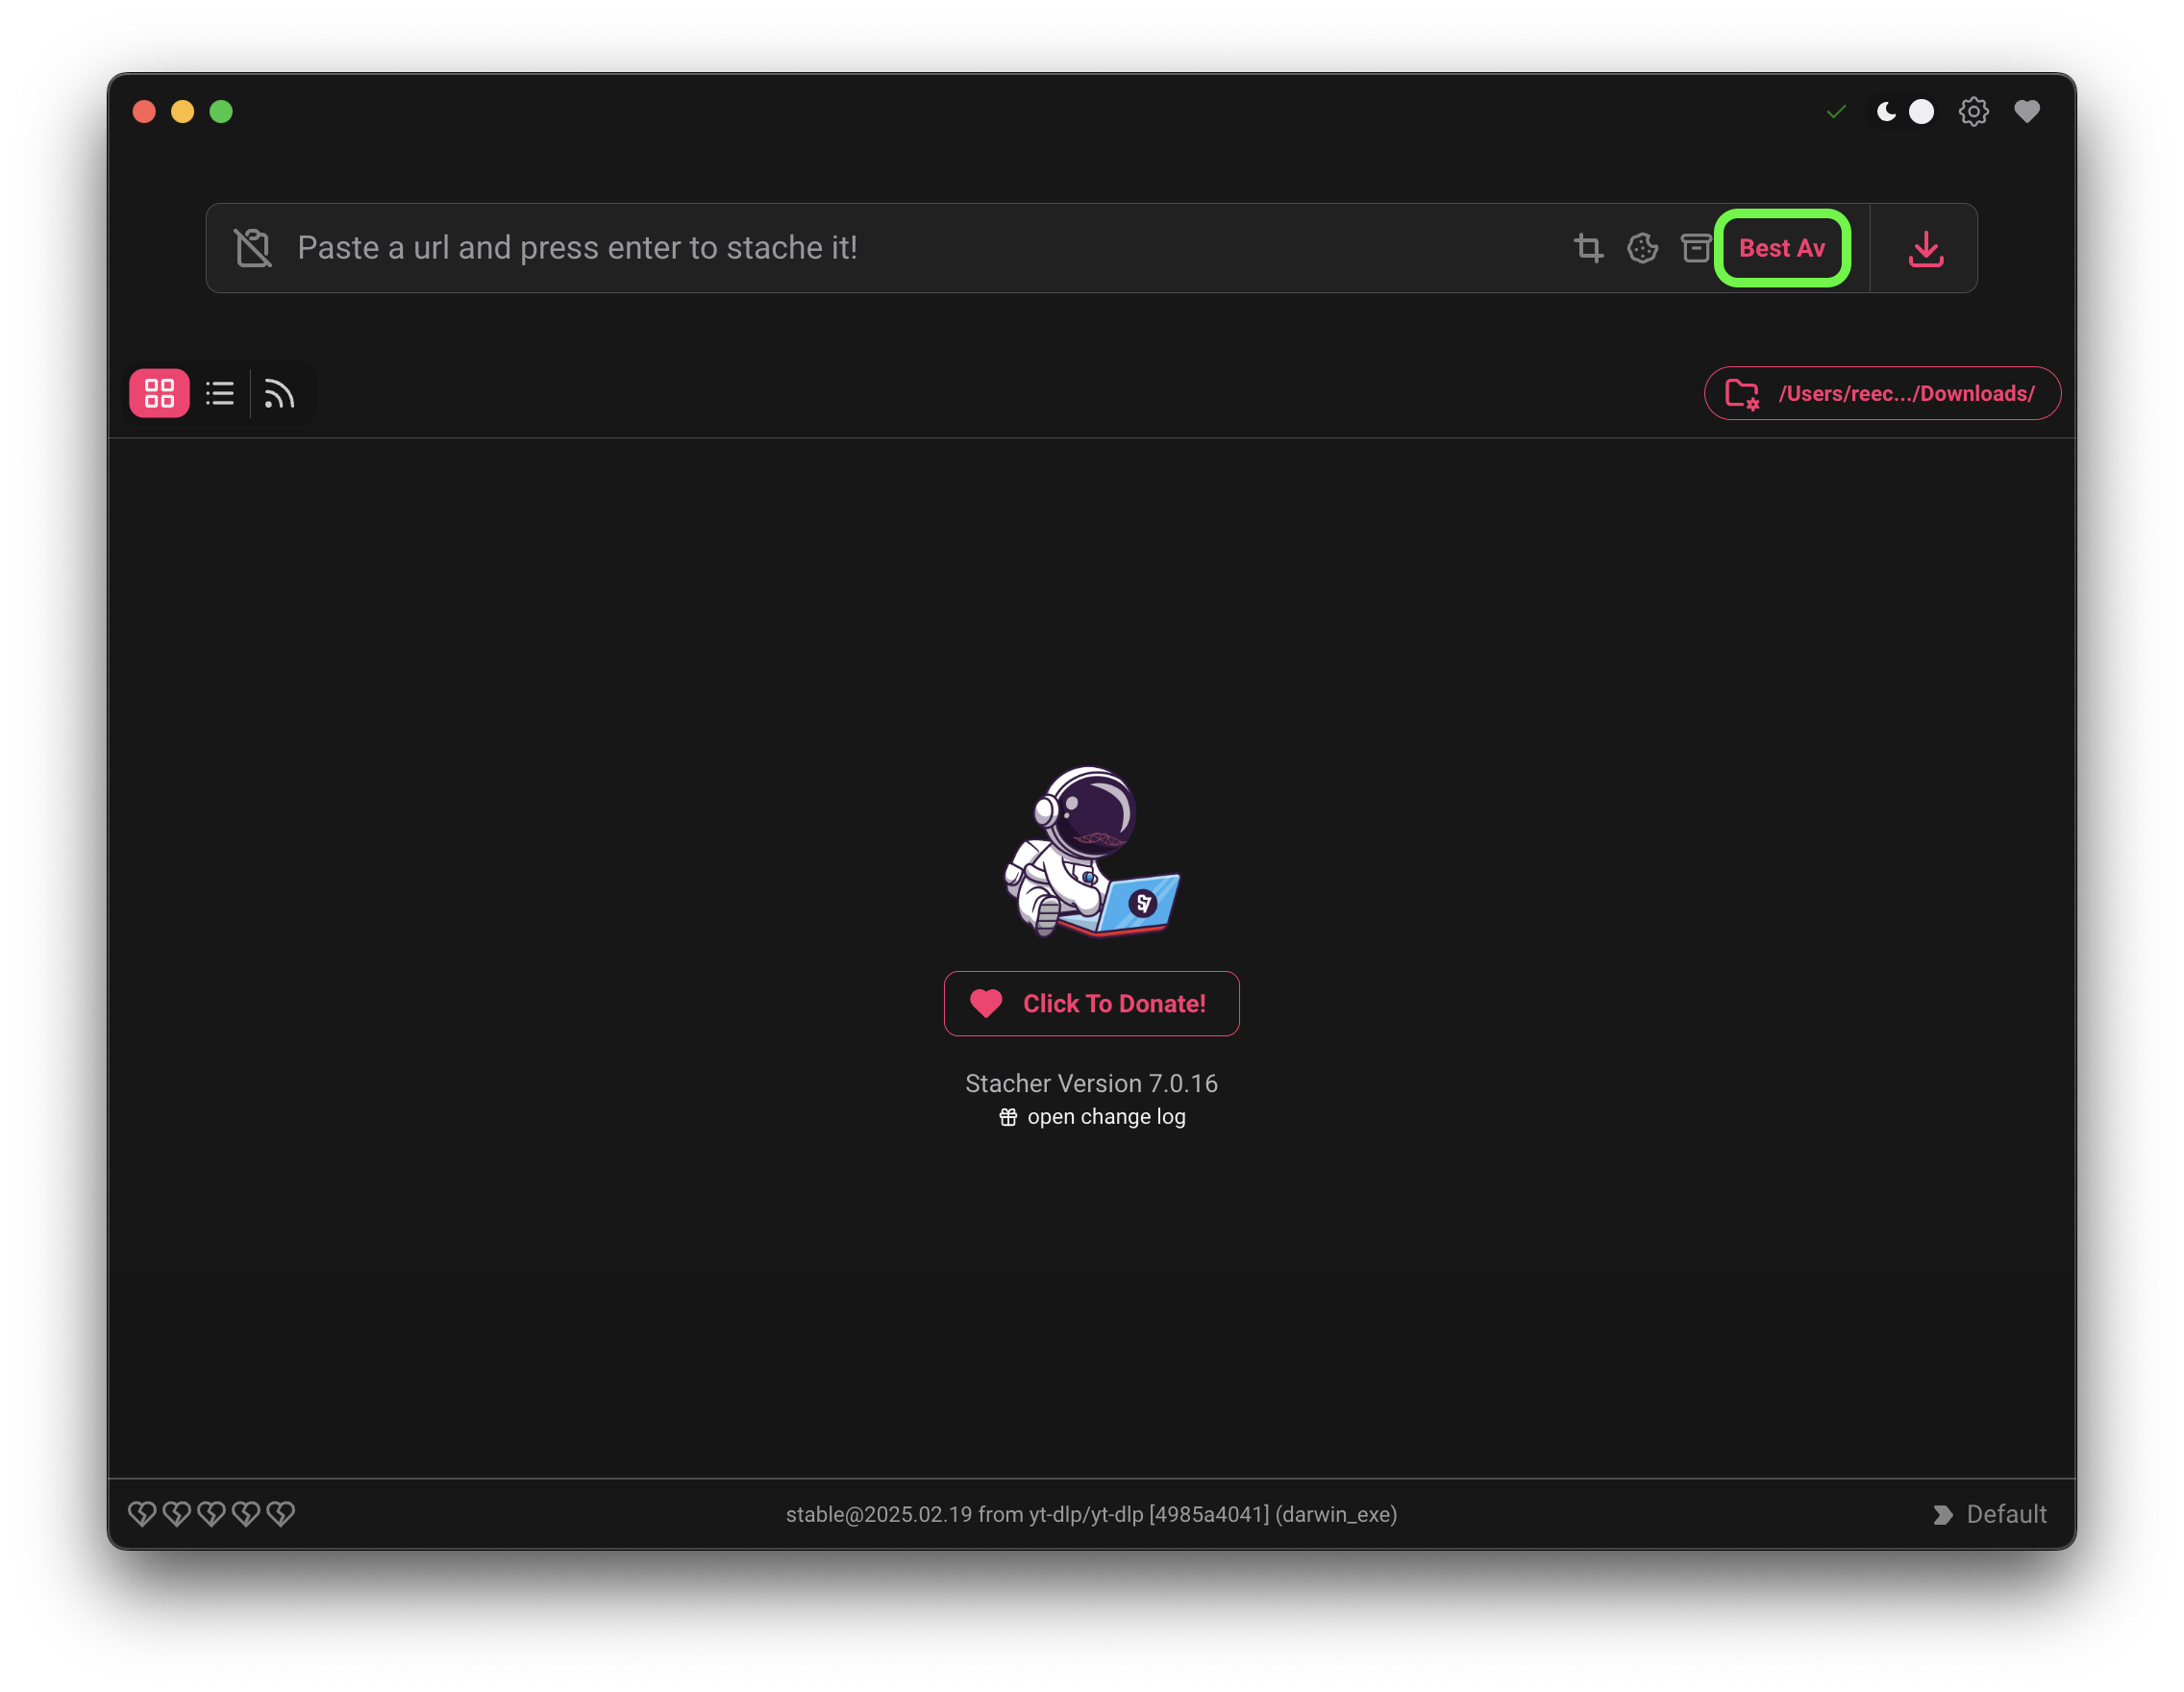 Paste a url and press enter to stache it!
Best Av
/Users/reec.../Downloads/
S7
Click To Donate!
Stacher Version 7.0.16
open change log
stable@2025.02.19 from yt-dlp/yt-dlp [4985a4041] (darwin_exe)
Default